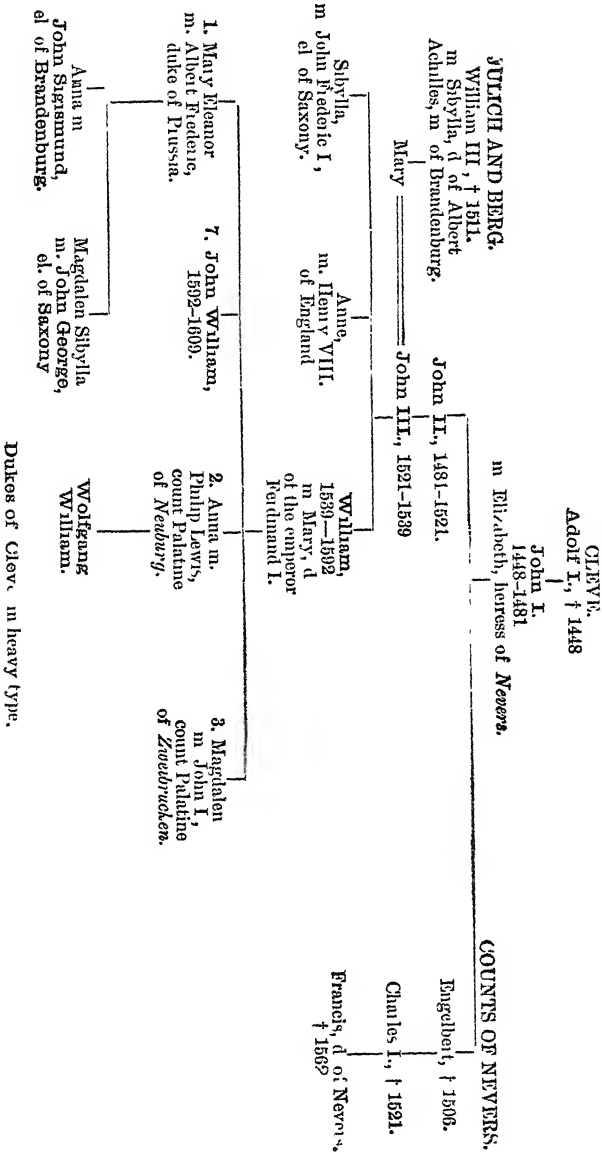 CLEVE.
Adolf I., † 1448
John I.
1448-1481
m Elizabeth, heiress of Nevers.
COUNTS OF NEVERS.
JÜLICH AND BERG.
William III, † 1511.
m Sibylla, d of Albert
Achilles, m of Brandenburg.
John II., 1481-1521.
Engelbert, † 1506.
Mary
John III., 1521-1539
Charles I., † 1521.
Sibylla,
m John Frederic I,
el of Saxony.
Anne,
m. Henry VIII.
of England
William,
1539—1592
m Mary, d
of the emperor
Ferdinand I.
Francis, d of Nevers.
1. Mary Eleanor
m. Albert Frederic,
duke of Prussia.
7. John William,
1592-1609.
2. Anna m.
Philip Lewis,
count Palatine
of Neuburg.
3. Magdalen
m John I,
count Palatine
of Zweibrucken.
Anna m
John Sigismund,
el of Brandenburg.
Magdalen Sibylla
m. John George,
el. of Saxony
Wolfgang
William.
Dukes of Cleve in heavy type.